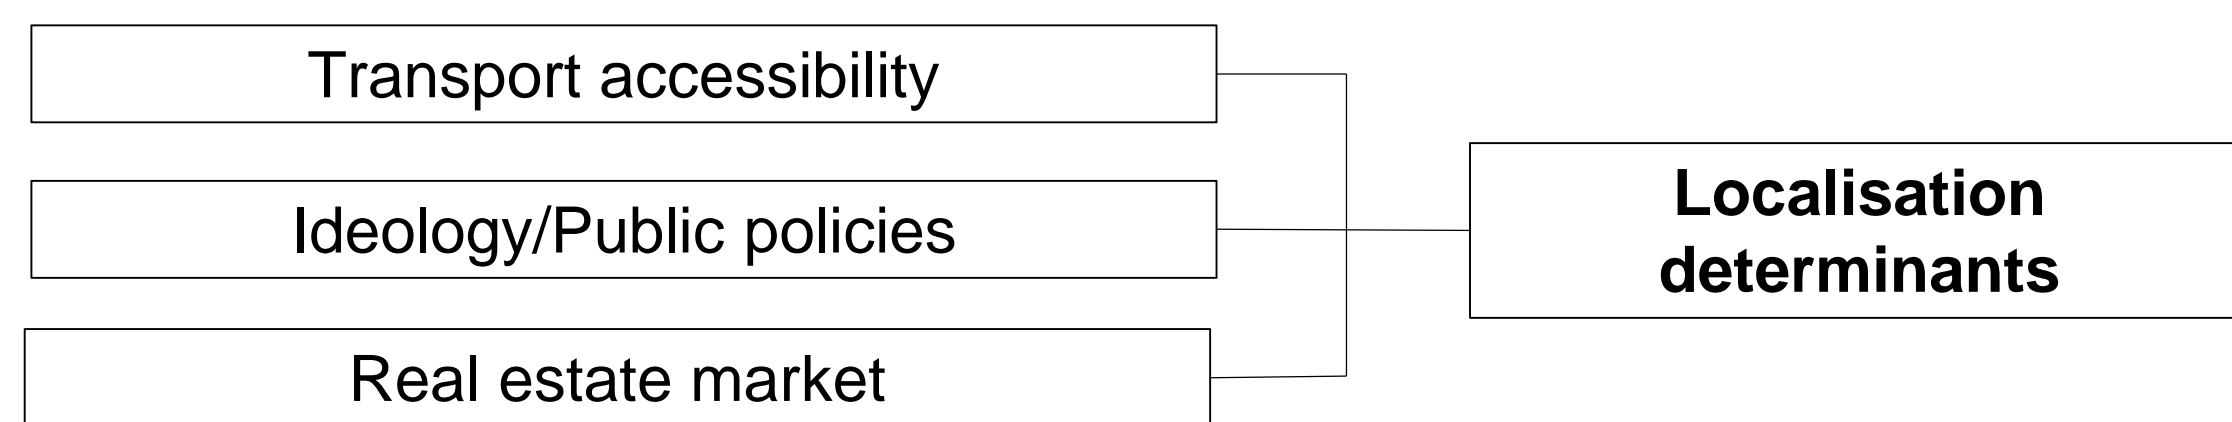 Transport accessibility
Ideology/Public policies
Real estate market
Localisation
determinants